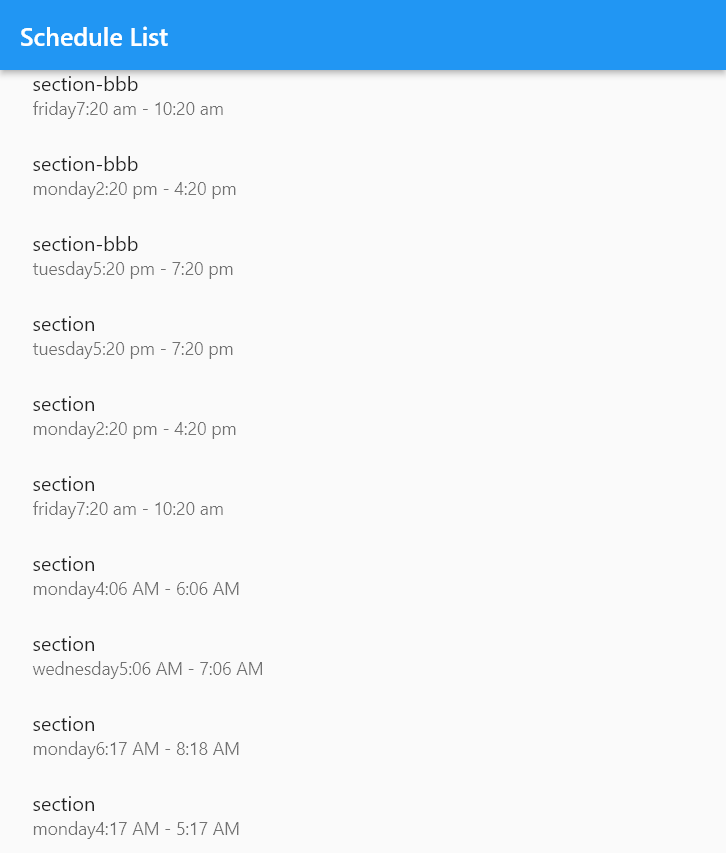 Schedule List
section-bbb
friday7:20 am - 10:20 am
section-bbb
monday2:20 pm - 4:20 pm
section-bbb
tuesday5:20 pm - 7:20 pm
section
tuesday5:20 pm - 7:20 pm
section
monday2:20 pm - 4:20 pm
section
friday7:20 am - 10:20 am
section
monday4:06 AM - 6:06 AM
section
wednesday5:06 AM - 7:06 AM
section
monday6:17 AM - 8:18 AM
section
monday4:17 AM - 5:17 AM